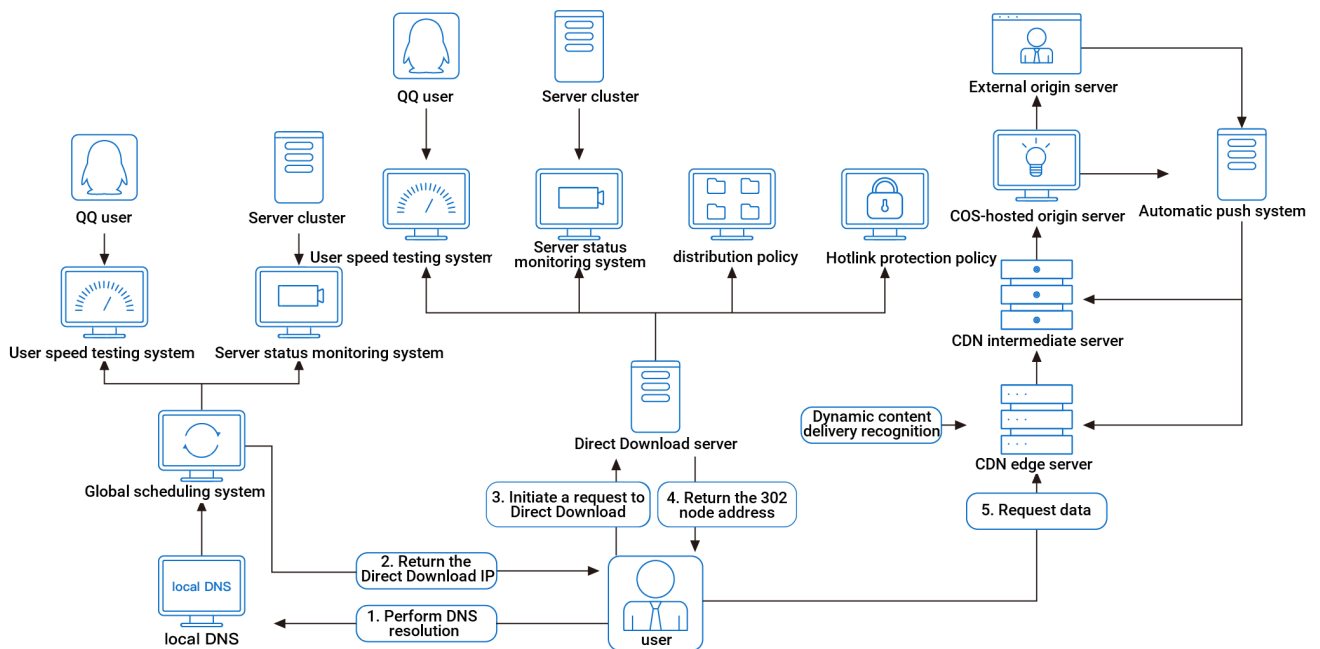 QQ user
Server cluster
External origin server
QQ user
Server cluster
COS-hosted origin server
Automatic push system
User speed testing system
Server status
monitoring system
distribution policy
Hotlink protection policy
User speed testing system
Server status monitoring system
CDN intermediate server
Direct Download server
Dynamic content
delivery recognition
CDN edge server
Global scheduling system
3. Initiate a request to
Direct Download
4. Return the 302
node address
5. Request data
local DNS
local DNS
2. Return the
Direct Download IP
1. Perform DNS
resolution
user